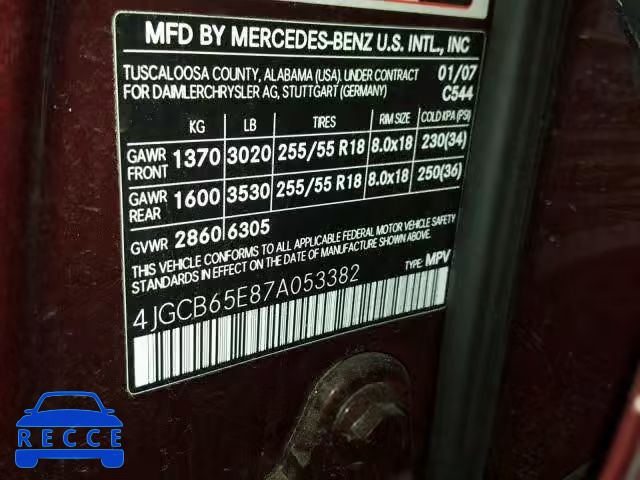 MFD BY MERCEDES-BENZ U.S. INTL., INC
TUSCALOOSA COUNTY, ALABAMA (USA). UNDER CONTRACT 01/07
FOR DAIMLERCHRYSLER AG, STUTTGART (GERMANY) C544
KG LB TIRES RIM SIZE COLD KPA (PSI)
GAWR FRONT 1370 3020 255/55 R18 8.0x18 230(34)
GAWR REAR 1600 3530 255/55 R18 8.0x18 250(36)
GVWR 2860 6305
THIS VEHICLE CONFORMS TO ALL APPLICABLE FEDERAL MOTOR VEHICLE SAFETY
STANDARDS IN EFFECT ON THE DATE OF MANUFACTURE SHOWN ABOVE.
4JGCB65E87A053382 TYPE: MPV
RECCE